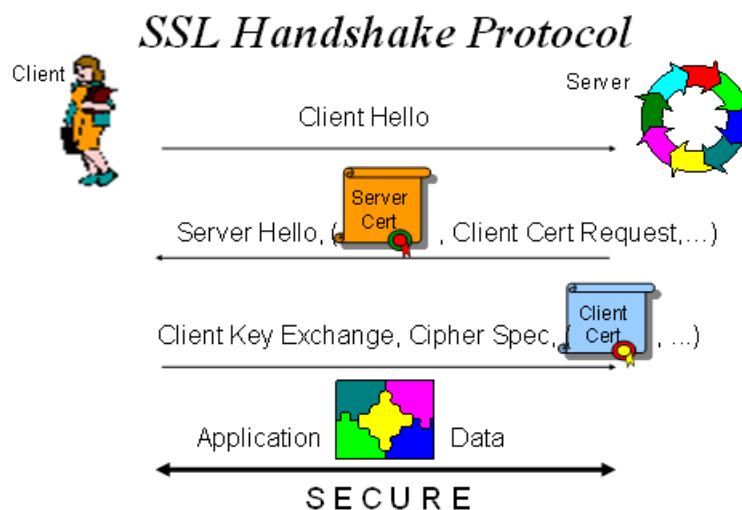 SSL Handshake Protocol
Client
Server
Client Hello
Server Cert
Server Hello, ( , Client Cert Request,...)
Client Cert
Client Key Exchange, Cipher Spec, ( , ...)
Application Data
SECURE